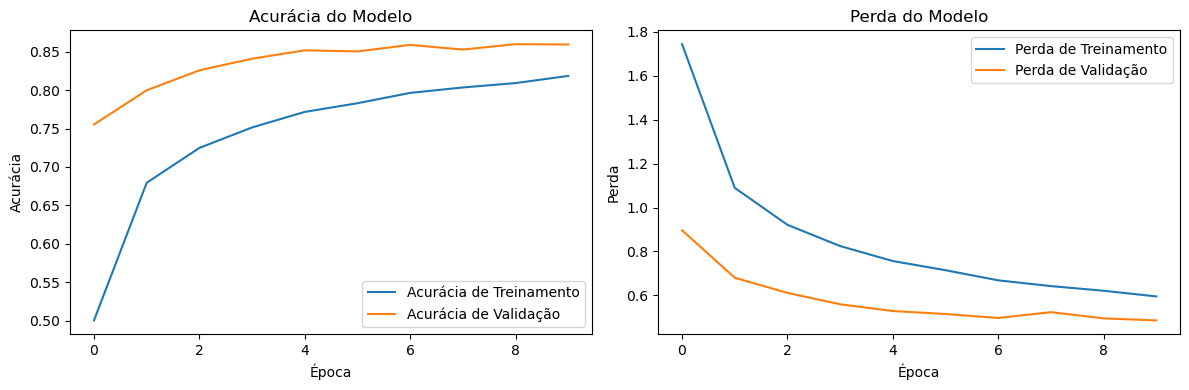 Acurácia do Modelo
Acurácia
0.85
0.80
0.75
0.70
0.65
0.60
0.55
0.50
Acurácia de Treinamento
Acurácia de Validação
0 2 4 6 8
Época
Perda do Modelo
Perda
1.8
1.6
1.4
1.2
1.0
0.8
0.6
Perda de Treinamento
Perda de Validação
0 2 4 6 8
Época